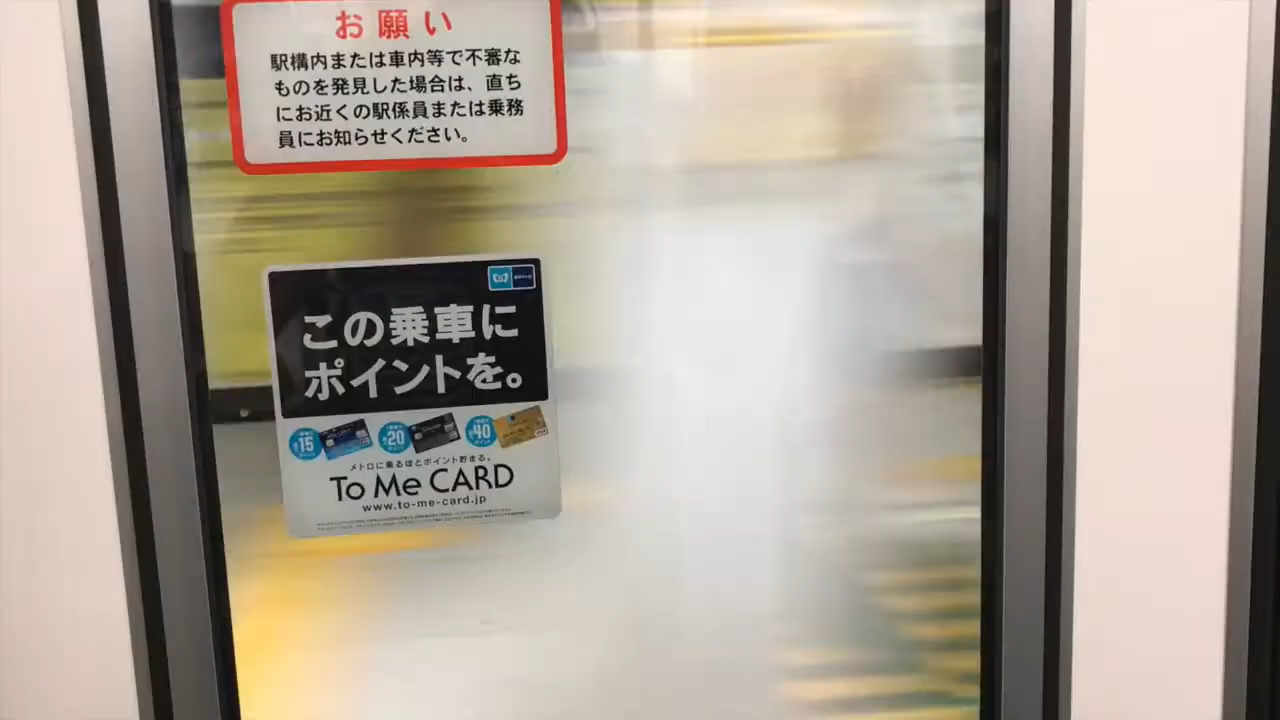 お願い
駅構内または車内等で不審な
ものを発見した場合は、直ち
にお近くの駅係員または乗務
員にお知らせください。
この乗車に
ポイントを。
15
20
40
メトロに乗るほどポイント貯まる。
To Me CARD
www.to-me-card.jp